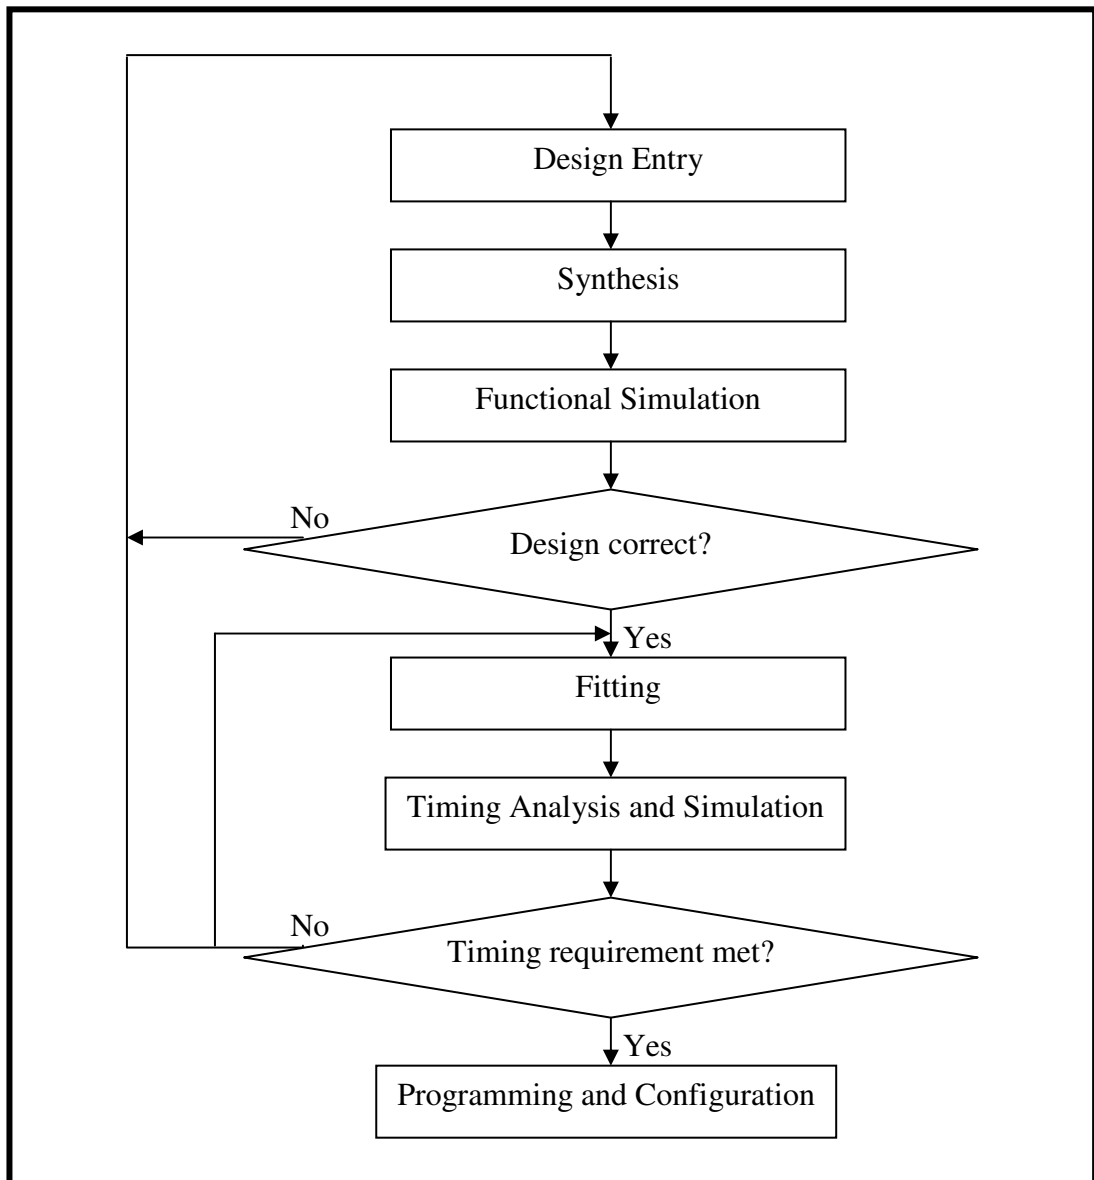 Design Entry
Synthesis
Functional Simulation
No
Design correct?
Yes
Fitting
Timing Analysis and Simulation
No
Timing requirement met?
Yes
Programming and Configuration